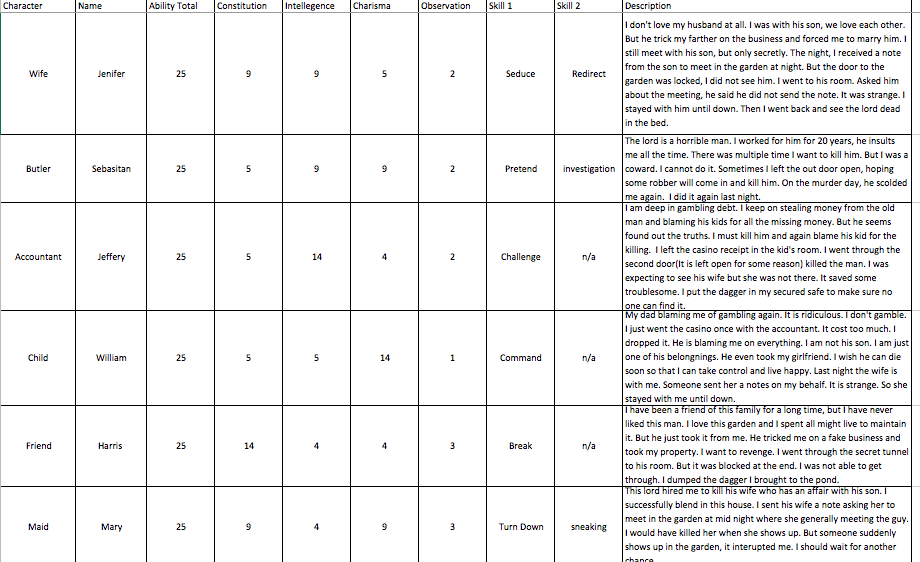 Character Name Ability Total Constitution Intellegence Charisma Observation Skill 1 Skill 2 Description
Wife Jenifer 25 9 9 5 2 Seduce Redirect
I don't love my husband at all. I was with his son, we love each other.
But he trick my farther on the business and forced me to marry him. I
still meet with his son, but only secretly. The night, I received a note
from the son to meet in the garden at night. But the door to the
garden was locked, I did not see him. I went to his room. Asked him
about the meeting, he said he did not send the note. It was strange. I
stayed with him until down. Then I went back and see the lord dead
in the bed.
Butler Sebasitan 25 5 9 9 2 Pretend investigation
The lord is a horrible man. I worked for him for 20 years, he insults
me all the time. There was multiple time I want to kill him. But I was a
coward. I cannot do it. Sometimes I left the out door open, hoping
some robber will come in and kill him. On the murder day, he scolded
me again. I did it again last night.
Accountant Jeffery 25 5 14 4 2 Challenge n/a
I am deep in gambling debt. I keep on stealing money from the old
man and blaming his kids for all the missing money. But he seems
found out the truths. I must kill him and again blame his kid for the
killing. I left the casino receipt in the kid's room. I went through the
second door(It is left open for some reason) killed the man. I was
expecting to see his wife but she was not there. It saved some
troublesome. I put the dagger in my secured safe to make sure no
one can find it.
Child William 25 5 5 14 1 Command n/a
My dad blaming me of gambling again. It is ridiculous. I don't gamble.
I just went the casino once with the accountant. It cost too much. I
dropped it. He is blaming me on everything. I am not his son. I am just
one of his belongnings. He even took my girlfriend. I wish he can die
soon so that I can take control and live happy. Last night the wife is
with me. Someone sent her a notes on my behalf. It is strange. So she
stayed with me until down.
Friend Harris 25 14 4 4 3 Break n/a
I have been a friend of this family for a long time, but I have never
liked this man. I love this garden and I spent all might live to maintain
it. But he just took it from me. He tricked me on a fake business and
took my property. I want to revenge. I went through the secret tunnel
to his room. But it was blocked at the end. I was not able to get
through. I dumped the dagger I brought to the pond.
Maid Mary 25 9 4 9 3 Turn Down sneaking
This lord hired me to kill his wife who has an affair with his son. I
successfully blend in this house. I sent his wife a note asking her to
meet in the garden at mid night where she generally meeting the guy.
I would have killed her when she shows up. But someone suddenly
shows up in the garden, it interupted me. I should wait for another
chance.